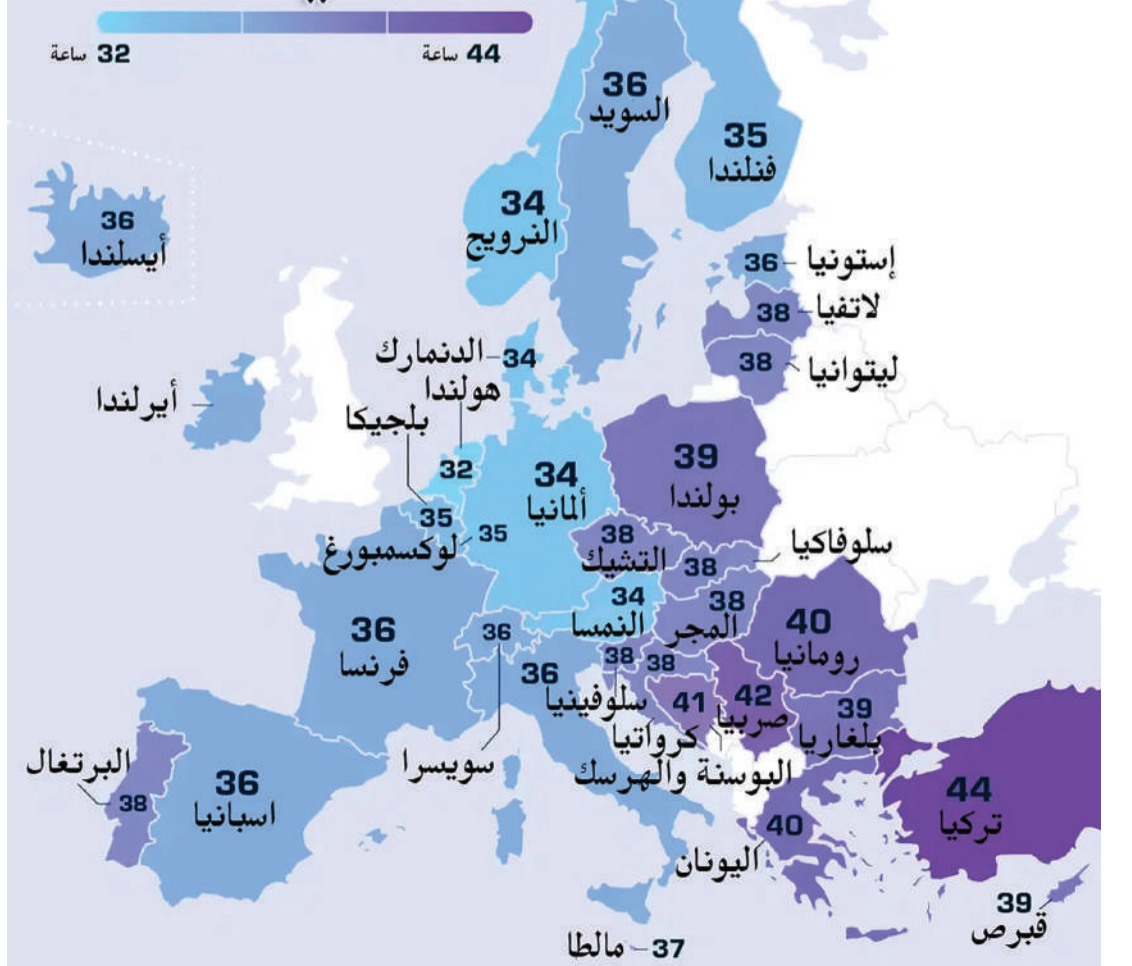 32 ساعة
44 ساعة
36
السويد
35
فنلندا
34
النرويج
36
أيسلندا
إستونيا 36
لاتفيا 38
ليتوانيا 38
الدنمارك 34
هولندا
32
بلجيكا
35
أيرلندا
34
ألمانيا
39
بولندا
لوكسمبورغ 35
38
التشيك
سلوفاكيا
38
34
النمسا
38
المجر
40
رومانيا
36
فرنسا
36
سويسرا
36
38
سلوفينيا
38
كرواتيا
41
البوسنة والهرسك
42
صربيا
39
بلغاريا
البرتغال
38
36
اسبانيا
44
تركيا
40
اليونان
39
قبرص
مالطا 37